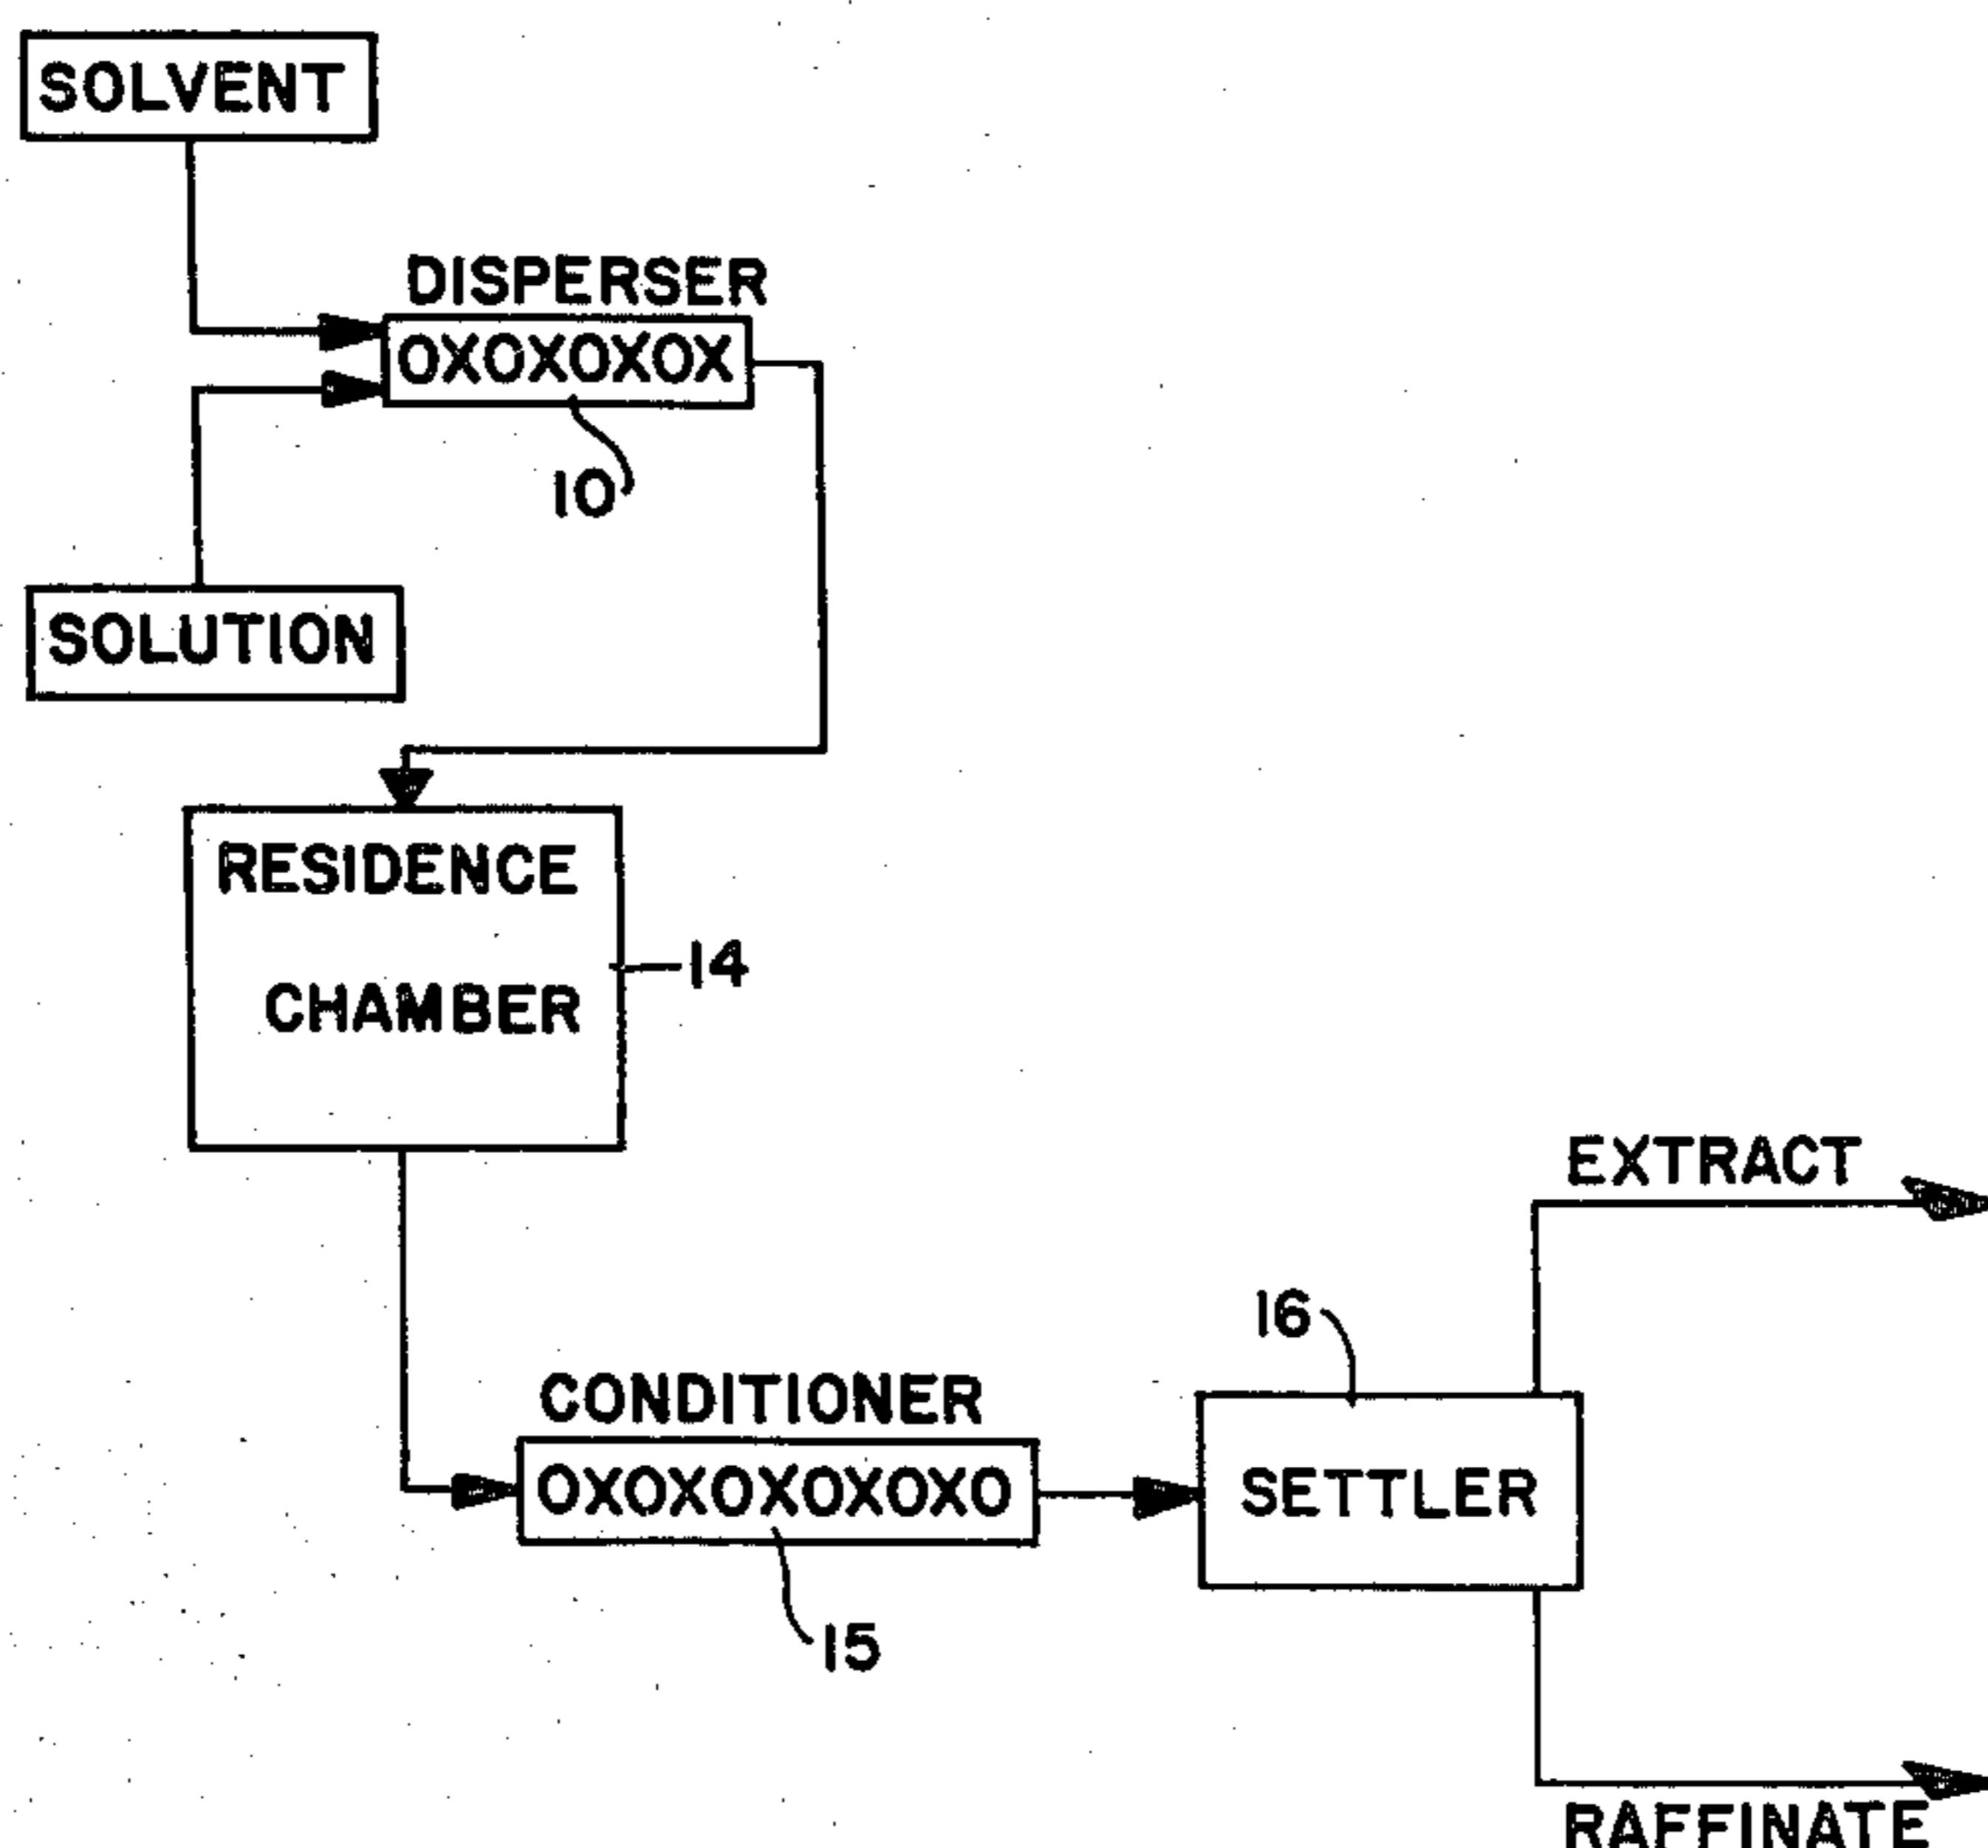 SOLVENT
DISPERSER
OXOXOXOX
10
SOLUTION
RESIDENCE
CHAMBER
14
EXTRACT
16
CONDITIONER
OXOXOXOXOXO
SETTLER
15
RAFFINATE